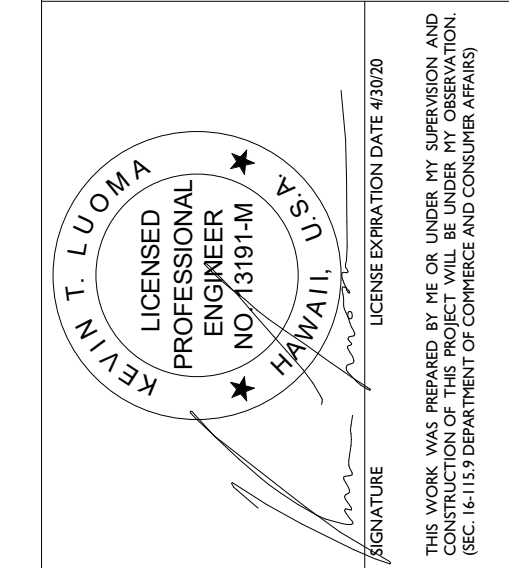 KEVIN T. LUOMA
LICENSED
PROFESSIONAL
ENGINEER
NO. 13191-M
HAWAII, U.S.A.
SIGNATURE LICENSE EXPIRATION DATE 4/30/20
THIS WORK WAS PREPARED BY ME OR UNDER MY SUPERVISION AND
CONSTRUCTION OF THIS PROJECT WILL BE UNDER MY OBSERVATION.
(SEC. 16-115.9 DEPARTMENT OF COMMERCE AND CONSUMER AFFAIRS)